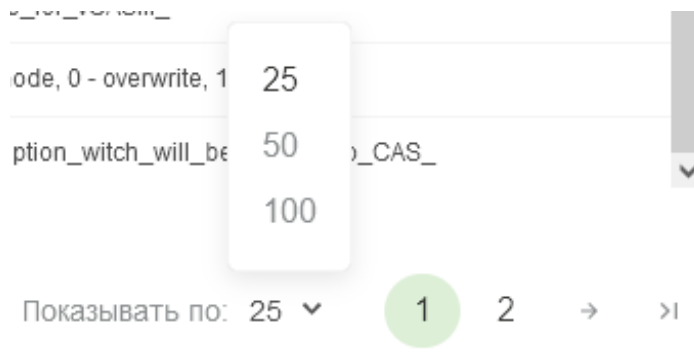 ode, 0 - overwrite, 1
25
50
ption_witch_will_be
_CAS_
100
Показывать по: 25
1 2